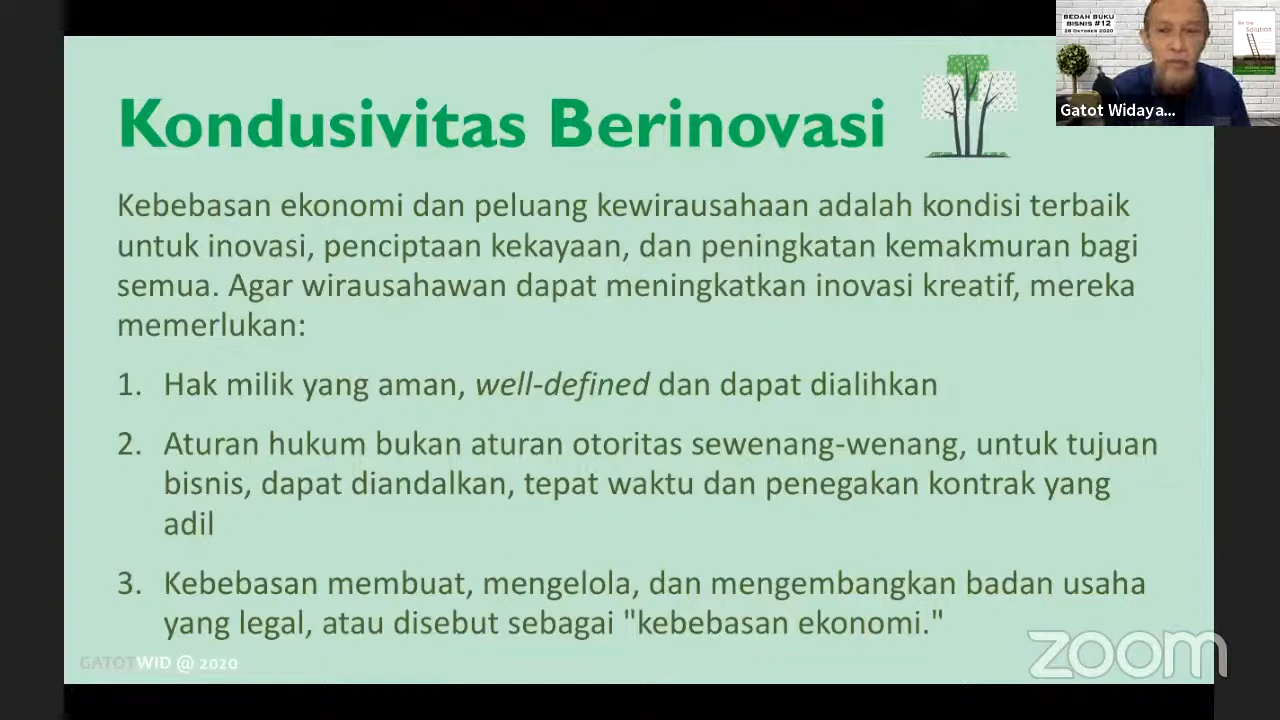 Kondusivitas Berinovasi
Kebebasan ekonomi dan peluang kewirausahaan adalah kondisi terbaik
untuk inovasi, penciptaan kekayaan, dan peningkatan kemakmuran bagi
semua. Agar wirausahawan dapat meningkatkan inovasi kreatif, mereka
memerlukan:
1. Hak milik yang aman, well-defined dan dapat dialihkan
2. Aturan hukum bukan aturan otoritas sewenang-wenang, untuk tujuan
bisnis, dapat diandalkan, tepat waktu dan penegakan kontrak yang
adil
3. Kebebasan membuat, mengelola, dan mengembangkan badan usaha
yang legal, atau disebut sebagai "kebebasan ekonomi."
GATOTWID @ 2020
zoom
BEDAH BUKU
BISNIS #12
28 OKTOBER 2020
Be the
Solution
Gatot Widaya...